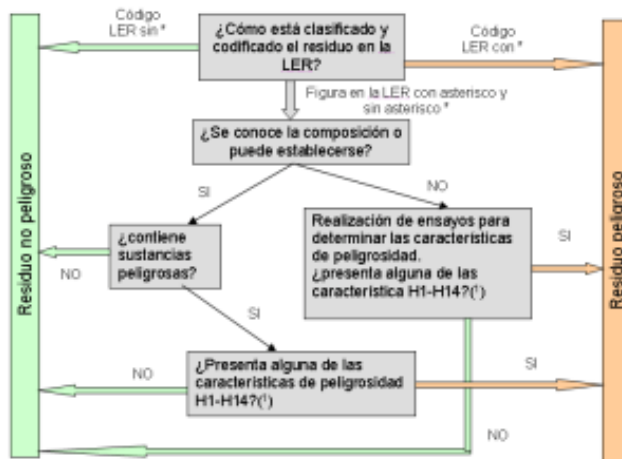 Código
LER sin *
¿Cómo está clasificado y
codificado el residuo en la
LER?
Código
LER con *
Figura en la LER con asterisco y
sin asterisco *
¿Se conoce la composición o
puede establecerse?
SI
NO
¿contiene
sustancias
peligrosas?
NO
Realización de ensayos para
determinar las características
de peligrosidad.
¿presenta alguna de las
característica H1-H14?(¹)
SI
SI
¿Presenta alguna de las
características de peligrosidad
H1-H14?(¹)
NO
SI
NO
Residuo no peligroso
Residuo peligroso